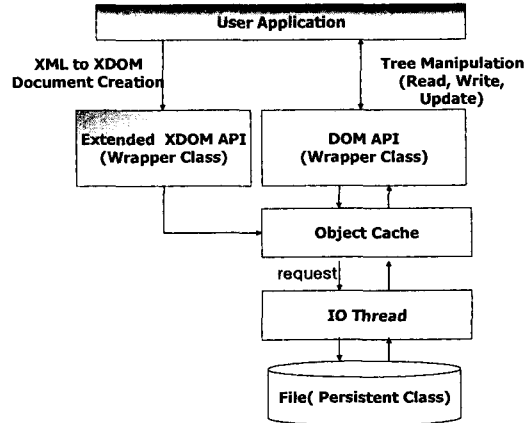 User Application
XML to XDOM
Document Creation
Tree Manipulation
(Read, Write,
Update)
Extended XDOM API
(Wrapper Class)
DOM API
(Wrapper Class)
Object Cache
request
IO Thread
File( Persistent Class)